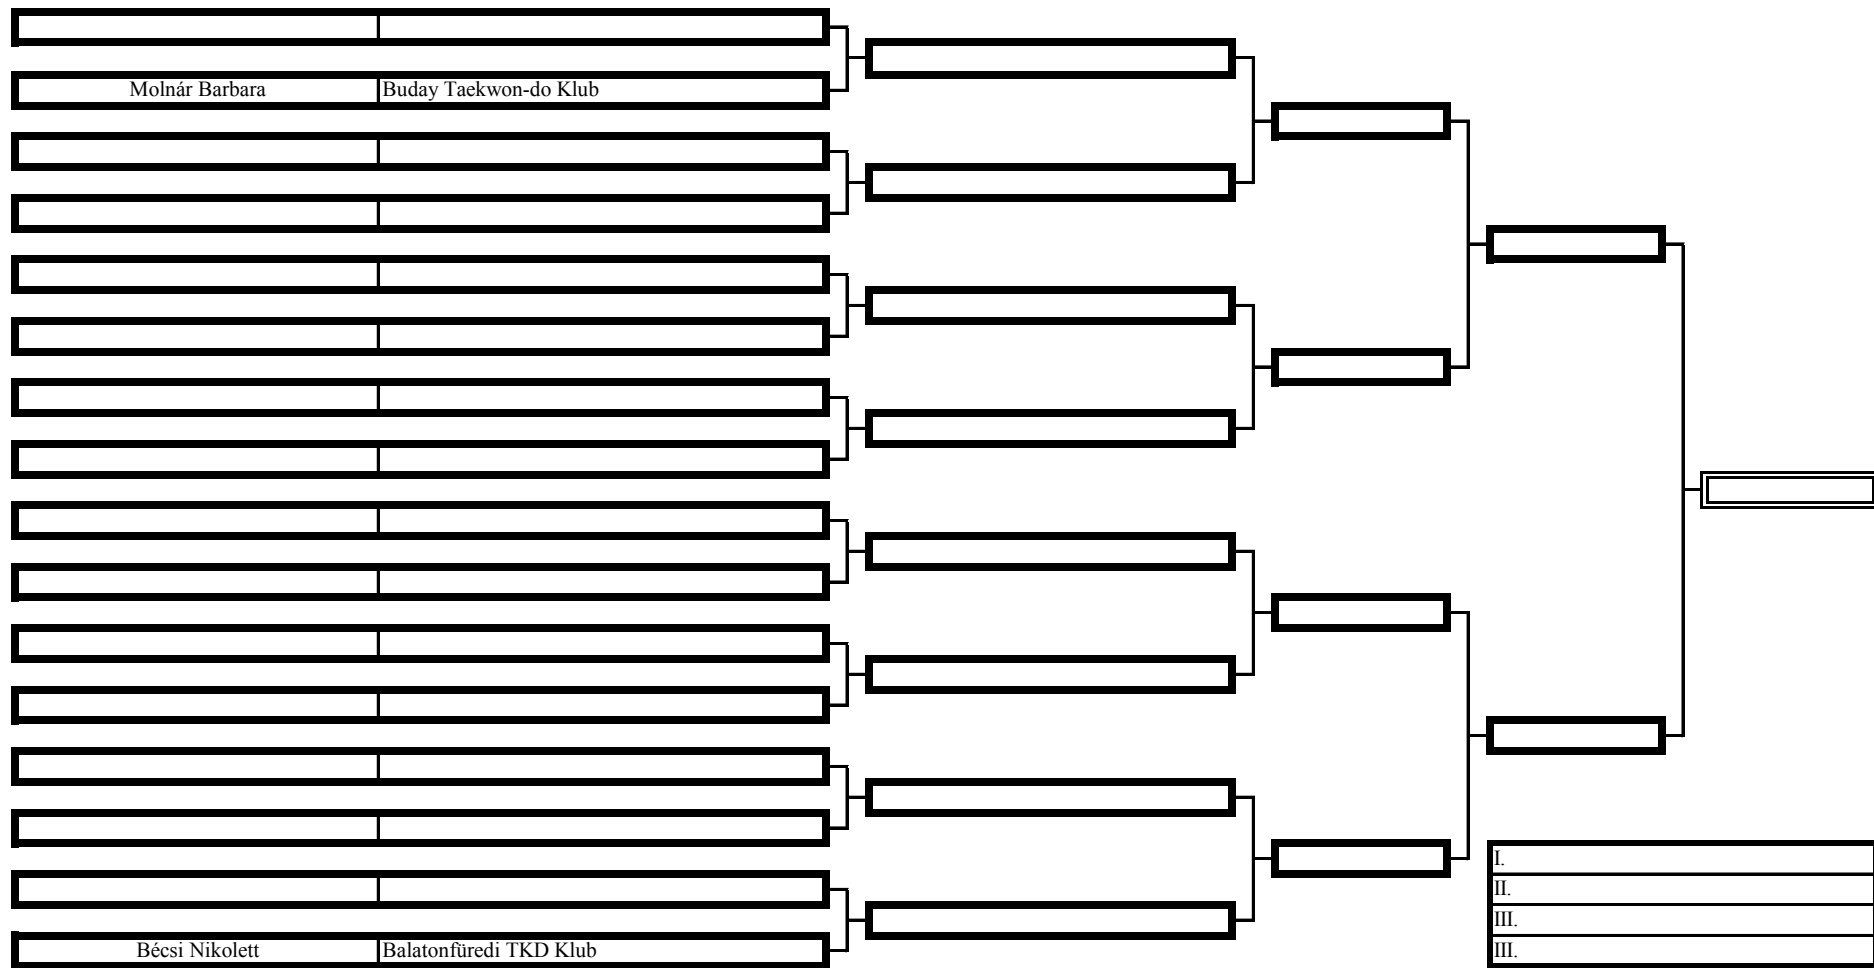 Molnár Barbara Buday Taekwon-do Klub
Bécsi Nikolett Balatonfüredi TKD Klub
I.
II.
III.
III.